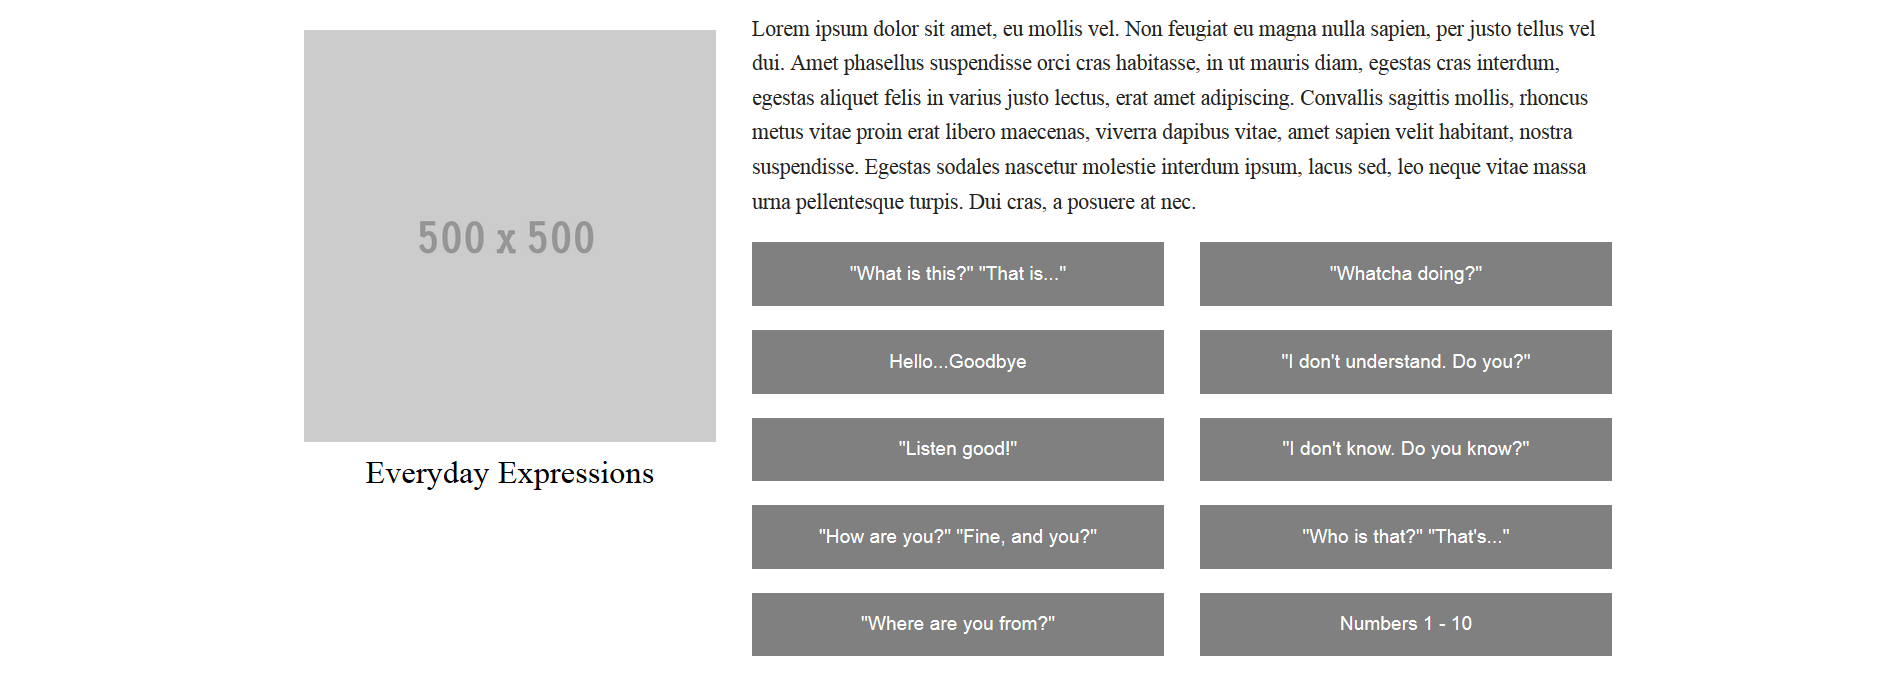 500 x 500
Everyday Expressions
Lorem ipsum dolor sit amet, eu mollis vel. Non feugiat eu magna nulla sapien, per justo tellus vel
dui. Amet phasellus suspendisse orci cras habitasse, in ut mauris diam, egestas cras interdum,
egestas aliquet felis in varius justo lectus, erat amet adipiscing. Convallis sagittis mollis, rhoncus
metus vitae proin erat libero maecenas, viverra dapibus vitae, amet sapien velit habitant, nostra
suspendisse. Egestas sodales nascetur molestie interdum ipsum, lacus sed, leo neque vitae massa
urna pellentesque turpis. Dui cras, a posuere at nec.
"What is this?" "That is..."
"Whatcha doing?"
Hello...Goodbye
"I don't understand. Do you?"
"Listen good!"
"I don't know. Do you know?"
"How are you?" "Fine, and you?"
"Who is that?" "That's..."
"Where are you from?"
Numbers 1 - 10